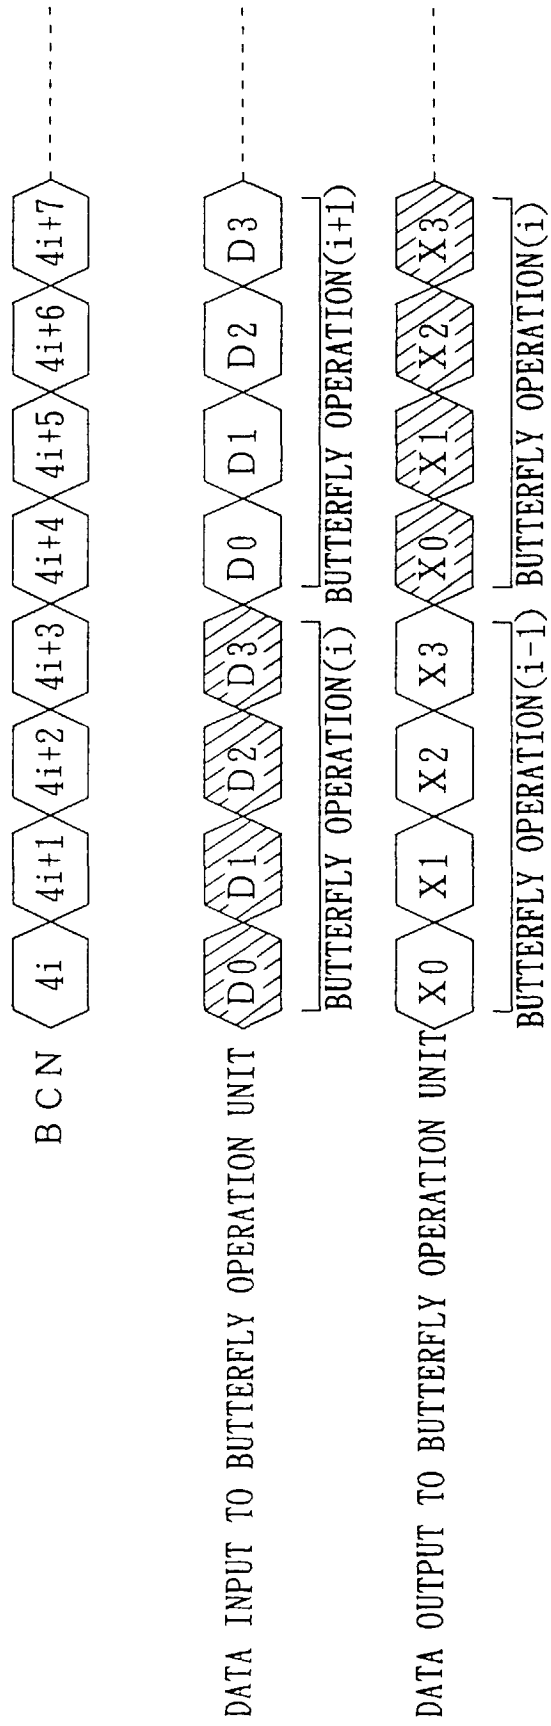 BCN 4i 4i+1 4i+2 4i+3 4i+4 4i+5 4i+6 4i+7
DATA INPUT TO BUTTERFLY OPERATION UNIT D0 D1 D2 D3 D0 D1 D2 D3
BUTTERFLY OPERATION(i) BUTTERFLY OPERATION(i+1)
DATA OUTPUT TO BUTTERFLY OPERATION UNIT X0 X1 X2 X3 X0 X1 X2 X3
BUTTERFLY OPERATION(i-1) BUTTERFLY OPERATION(i)